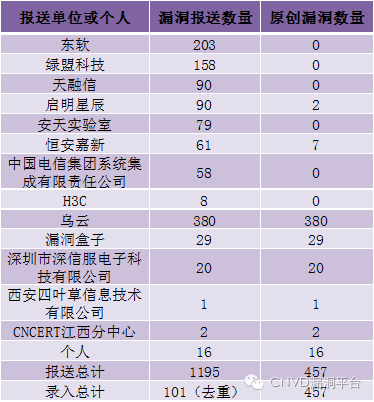 报送单位或个人 漏洞报送数量 原创漏洞数量
东软 203 0
绿盟科技 158 0
天融信 90 0
启明星辰 90 2
安天实验室 79 0
恒安嘉新 61 7
中国电信集团系统集
成有限责任公司 58 0
H3C 8 0
乌云 380 380
漏洞盒子 29 29
深圳市深信服电子科
技有限公司 20 20
西安四叶草信息技术
有限公司 1 1
CNCERT江西分中心 2 2
个人 16 16
报送总计 1195 457
录入总计 101（去重） 457
CNVD漏洞平台